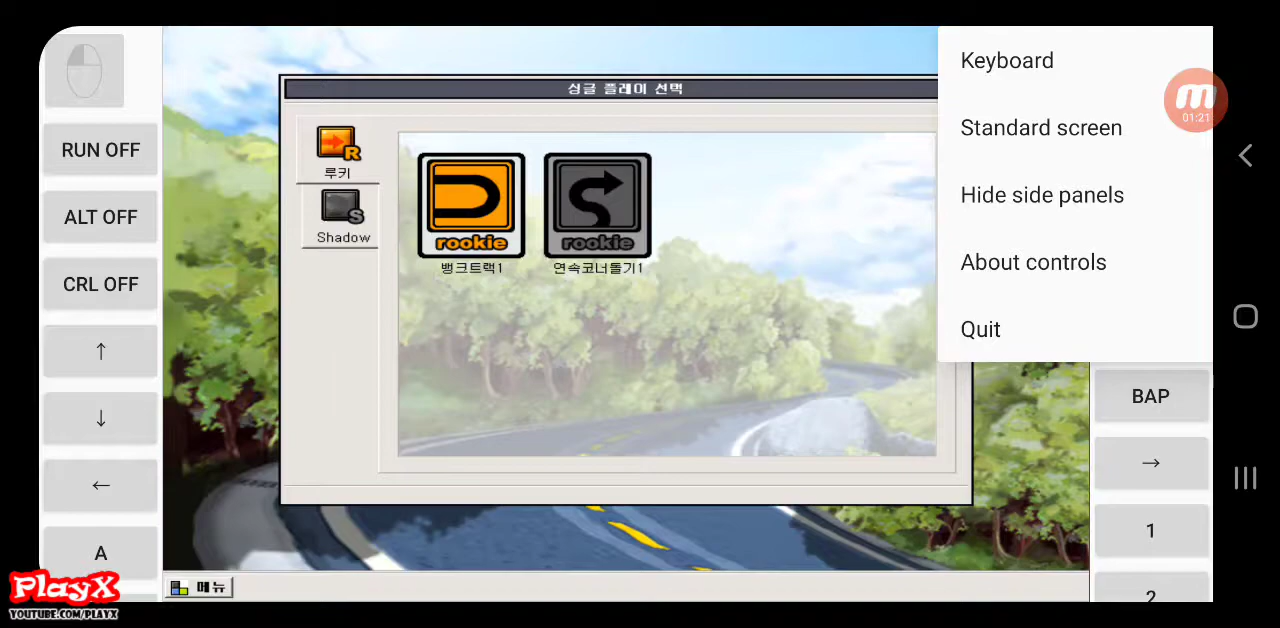 RUN OFF
ALT OFF
CRL OFF
↑
↓
←
A
싱글 플레이 선택
R
루키
S
Shadow
rookie
뱅크트랙1
rookie
연속코너돌기1
메뉴
Keyboard
Standard screen
Hide side panels
About controls
Quit
01:21
BAP
→
1
2
PlayX
YOUTUBE.COM/PLAYX